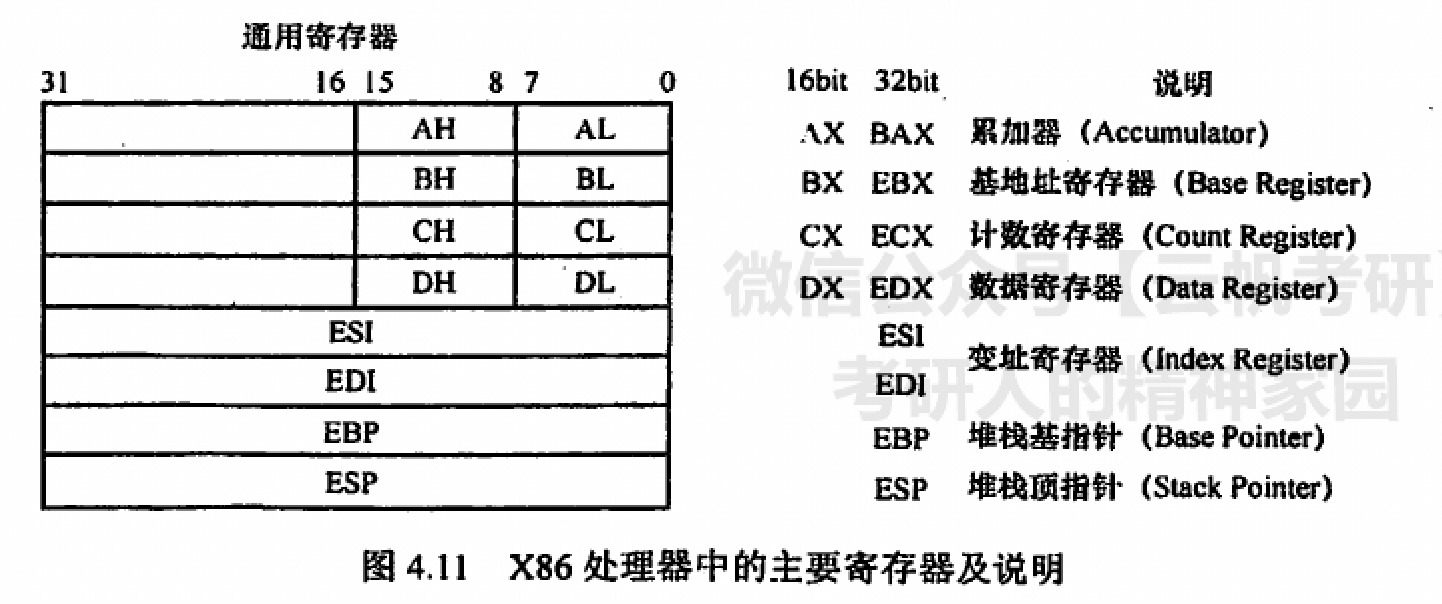 通用寄存器
31 16 15 8 7 0
AH AL
BH BL
CH CL
DH DL
ESI
EDI
EBP
ESP
16bit 32bit 说明
AX BAX 累加器（Accumulator）
BX EBX 基地址寄存器（Base Register）
CX ECX 计数寄存器（Count Register）
DX EDX 数据寄存器（Data Register）
ESI
变址寄存器（Index Register）
EDI
EBP 堆栈基指针（Base Pointer）
ESP 堆栈顶指针（Stack Pointer）
微信公众号【云帆考研】
考研人的精神家园
图 4.11 X86 处理器中的主要寄存器及说明